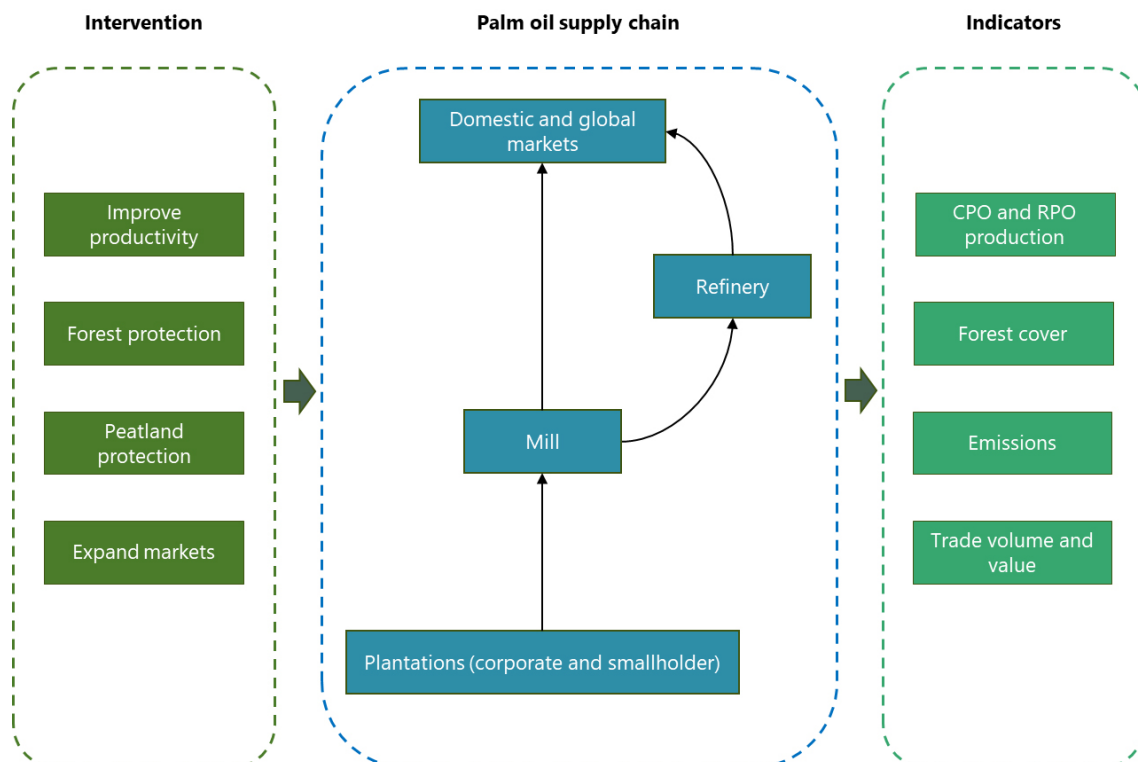 Intervention
Improve
productivity
Forest protection
Peatland
protection
Expand markets
Palm oil supply chain
Domestic and global
markets
Refinery
Mill
Plantations (corporate and smallholder)
Indicators
CPO and RPO
production
Forest cover
Emissions
Trade volume and
value